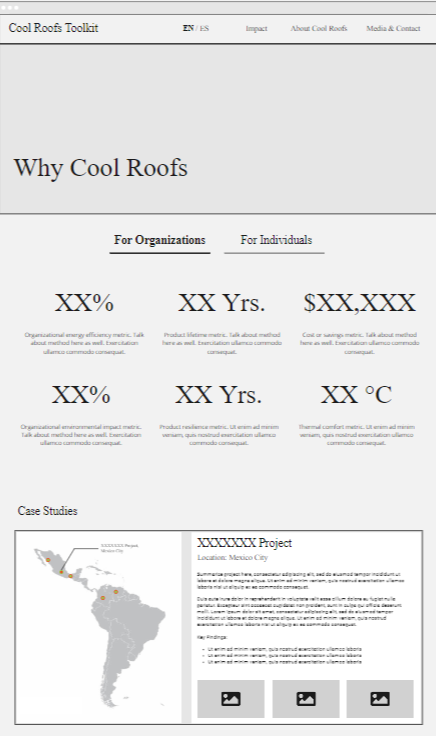 Cool Roofs Toolkit
EN / ES
Impact
About Cool Roofs
Media & Contact
Why Cool Roofs
For Organizations
For Individuals
XX%
XX Yrs.
$XX,XXX
Organizational energy efficiency metric. Talk
about method here as well. Exercitation
ullamco commodo consequat.
Product lifetime metric. Talk about method
here as well. Exercitation ullamco commodo
consequat.
Cost or savings metric. Talk about method
here as well. Exercitation ullamco commodo
consequat.
XX%
XX Yrs.
XX °C
Organizational environmental impact metric.
Talk about method here as well. Exercitation
ullamco commodo consequat.
Product resilience metric. Ut enim ad minim
veniam, quis nostrud exercitation ullamco
commodo consequat.
Thermal comfort metric. Ut enim ad minim
veniam, quis nostrud exercitation ullamco
commodo consequat.
Case Studies
XXXXXXX Project
Mexico City
XXXXXXX Project
Location: Mexico City
Summarize project here, consectetur adipiscing elit, sed do eiusmod tempor incididunt ut
labore et dolore magna aliqua. Ut enim ad minim veniam, quis nostrud exercitation ullamco
laboris nisi ut aliquip ex ea commodo consequat.
Duis aute irure dolor in reprehenderit in voluptate velit esse cillum dolore eu fugiat nulla
pariatur. Excepteur sint occaecat cupidatat non proident, sunt in culpa qui officia deserunt
mollit. Lorem ipsum dolor sit amet, consectetur adipiscing elit, sed do eiusmod tempor
incididunt ut labore et dolore magna aliqua. Ut enim ad minim veniam, quis nostrud
exercitation ullamco laboris nisi ut aliquip ex ea commodo consequat.
Key Findings:
Ut enim ad minim veniam, quis nostrud exercitation ullamco laboris
Ut enim ad minim veniam, quis nostrud exercitation ullamco laboris
Ut enim ad minim veniam, quis nostrud exercitation ullamco laboris